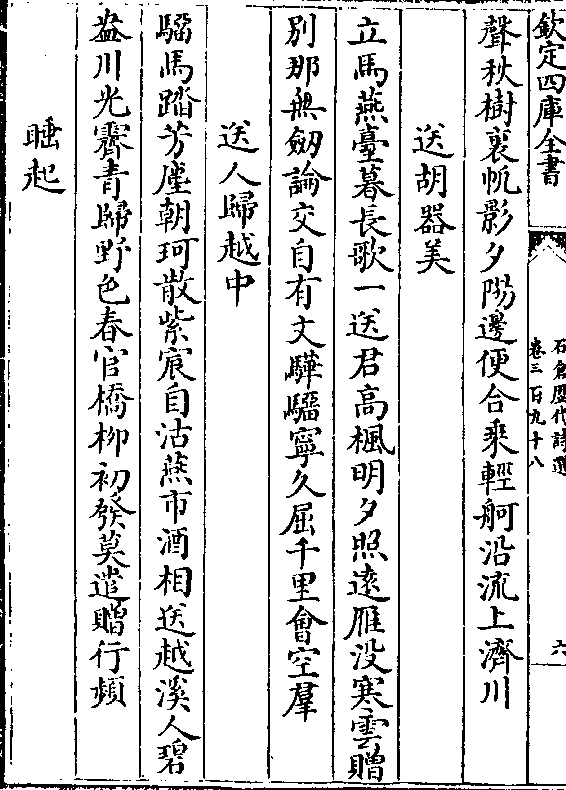 欽定四庫全書
石倉歴代詩選
卷三百九十八
六
聲秋樹裏帆影夕陽邊便合乘輕舸沿流上濟川
送胡器美
立馬燕臺暮長歌一送君高楓明夕照遠雁没寒雲贈
别那無劒論交自有文驊騮寧久屈千里會空羣
送人歸越中
騮馬踏芳塵朝珂散紫宸自沽燕市酒相送越溪人碧
盎川光霽青歸野色春官橋柳初發莫遣贈行頻
睡起